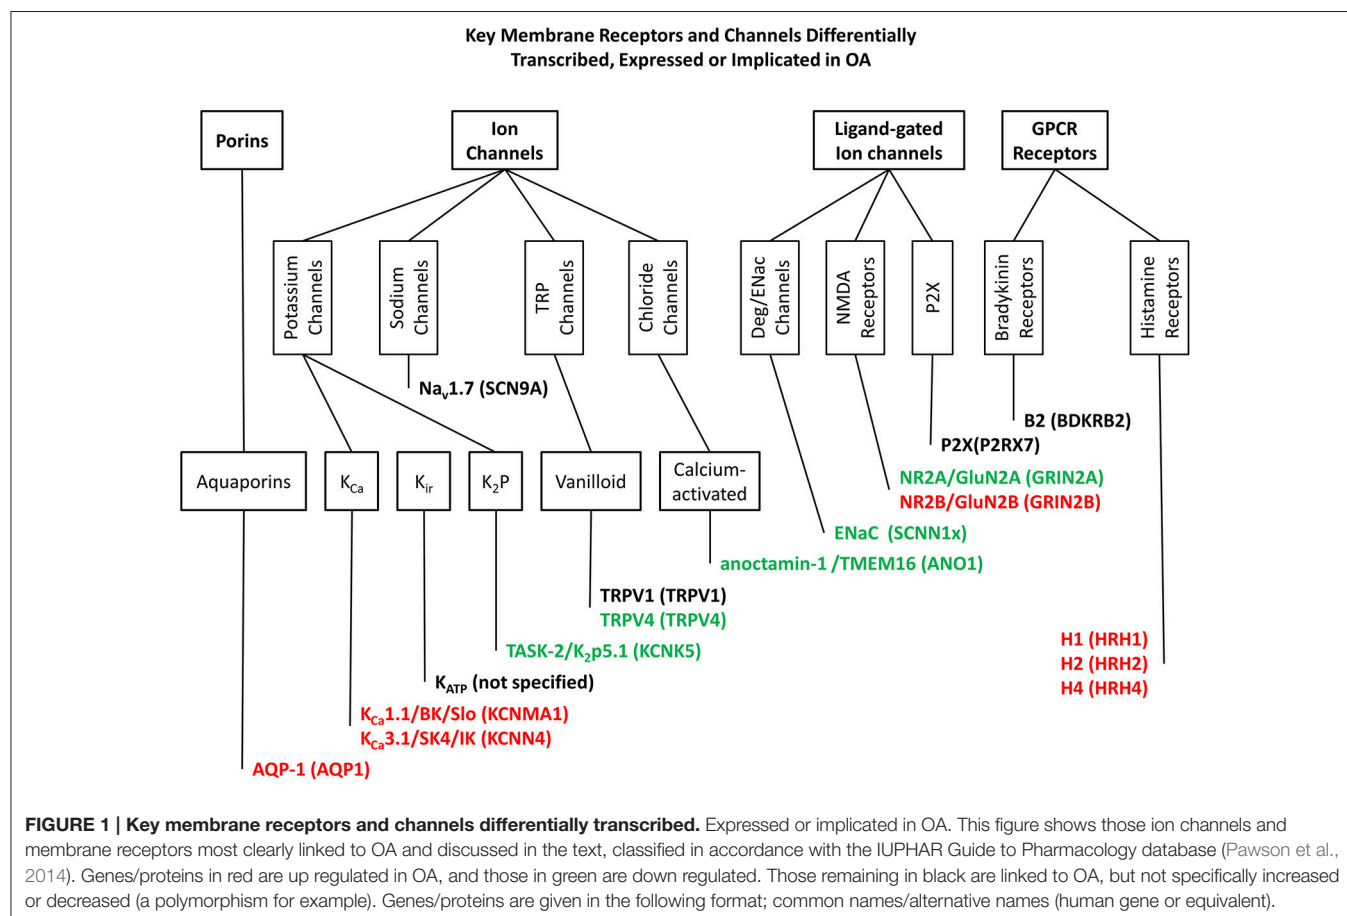 Key Membrane Receptors and Channels Differentially
Transcribed, Expressed or Implicated in OA
Porins
Ion
Channels
Ligand-gated
Ion channels
GPCR
Receptors
Potassium
Channels
Sodium
Channels
TRP
Channels
Chloride
Channels
Deg/ENac
Channels
NMDA
Receptors
P2X
Bradykinin
Receptors
Histamine
Receptors
Nav1.7 (SCN9A)
B2 (BDKRB2)
P2X(P2RX7)
Aquaporins
KCa
Kir
K2P
Vanilloid
Calcium-
activated
NR2A/GluN2A (GRIN2A)
NR2B/GluN2B (GRIN2B)
ENaC (SCNN1x)
anoctamin-1 /TMEM16 (ANO1)
TRPV1 (TRPV1)
TRPV4 (TRPV4)
TASK-2/K2p5.1 (KCNK5)
H1 (HRH1)
H2 (HRH2)
H4 (HRH4)
KATP (not specified)
KCa1.1/BK/Slo (KCNMA1)
KCa3.1/SK4/IK (KCNN4)
AQP-1 (AQP1)
FIGURE 1 | Key membrane receptors and channels differentially transcribed. Expressed or implicated in OA. This figure shows those ion channels and
membrane receptors most clearly linked to OA and discussed in the text, classified in accordance with the IUPHAR Guide to Pharmacology database (Pawson et al.,
2014). Genes/proteins in red are up regulated in OA, and those in green are down regulated. Those remaining in black are linked to OA, but not specifically increased
or decreased (a polymorphism for example). Genes/proteins are given in the following format; common names/alternative names (human gene or equivalent).